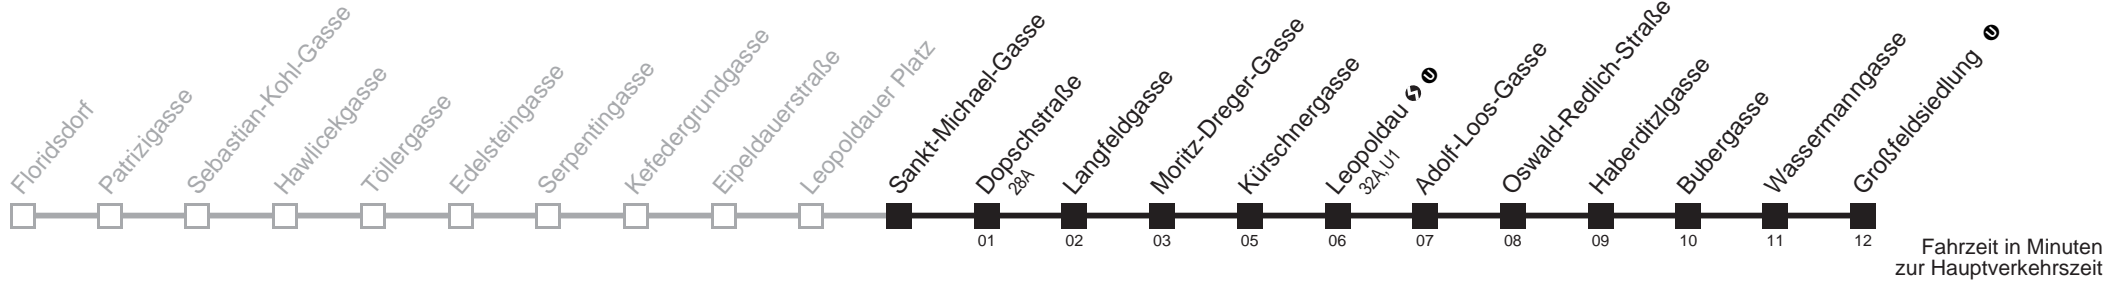 Floridsdorf
Patrizigasse
Sebastian-Kohl-Gasse
Hawlicekgasse
Töllergasse
Edelsteingasse
Serpentingasse
Kefedergrundgasse
Eipeldauerstraße
Leopoldauer Platz
Sankt-Michael-Gasse
Dopschstraße
28A
Langfeldgasse
Moritz-Dreger-Gasse
Kürschnergasse
Leopoldau S U
32A,U1
Adolf-Loos-Gasse
Oswald-Redlich-Straße
Haberditzlgasse
Bubergasse
Wassermanngasse
Großfeldsiedlung U
01 02 03 05 06 07 08 09 10 11 12
Fahrzeit in Minuten
zur Hauptverkehrszeit